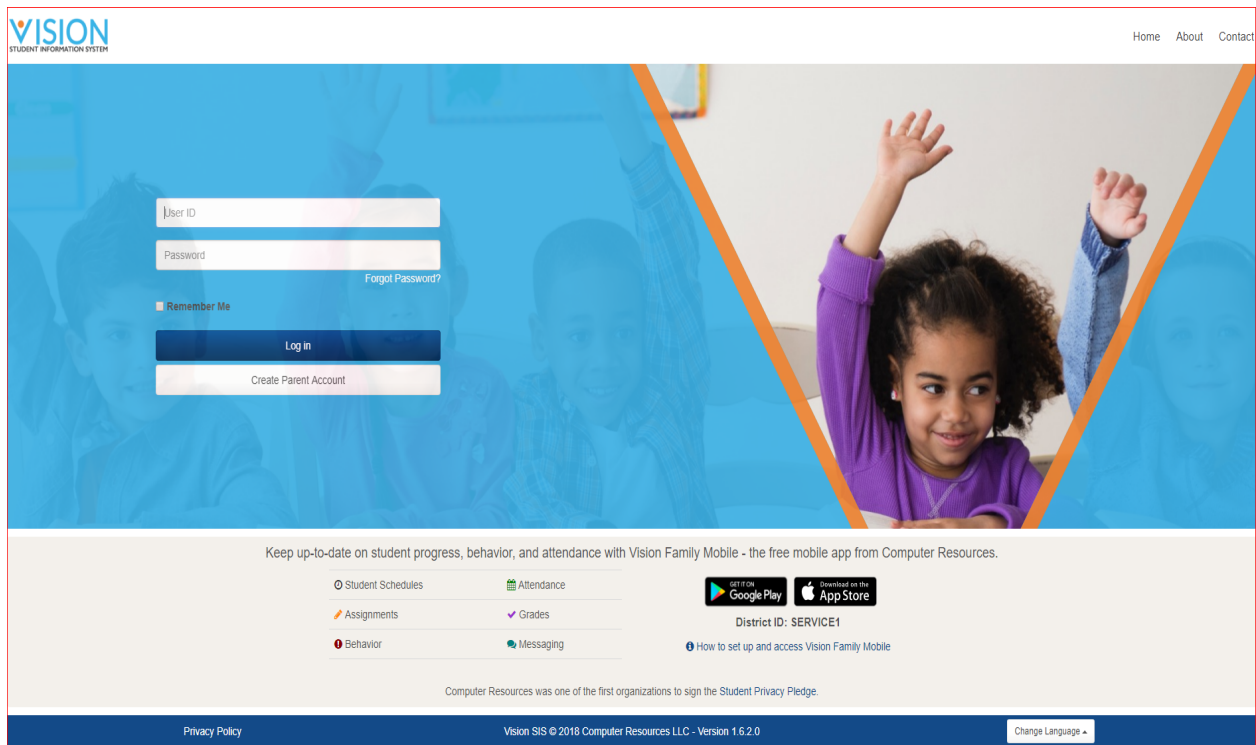 VISION
STUDENT INFORMATION SYSTEM
Home About Contact
User ID
Password
Forgot Password?
Remember Me
Log in
Create Parent Account
Keep up-to-date on student progress, behavior, and attendance with Vision Family Mobile - the free mobile app from Computer Resources.
Student Schedules
Attendance
Assignments
Grades
Behavior
Messaging
GET IT ON
Google Play
Download on the
App Store
District ID: SERVICE1
How to set up and access Vision Family Mobile
Computer Resources was one of the first organizations to sign the Student Privacy Pledge.
Privacy Policy
Vision SIS © 2018 Computer Resources LLC - Version 1.6.2.0
Change Language